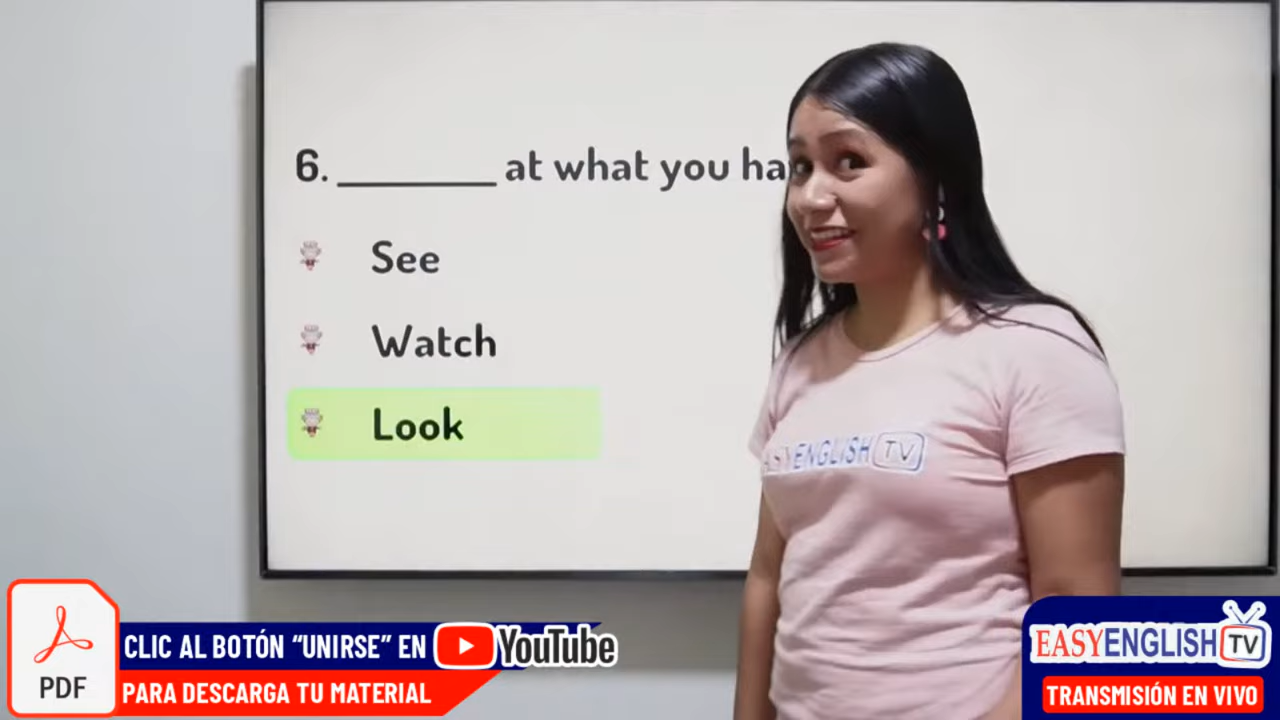 6. ________ at what you
See
Watch
Look
EASYENGLISH TV
PDF
CLIC AL BOTÓN “UNIRSE” EN YouTube
PARA DESCARGA TU MATERIAL
EASYENGLISH TV
TRANSMISIÓN EN VIVO